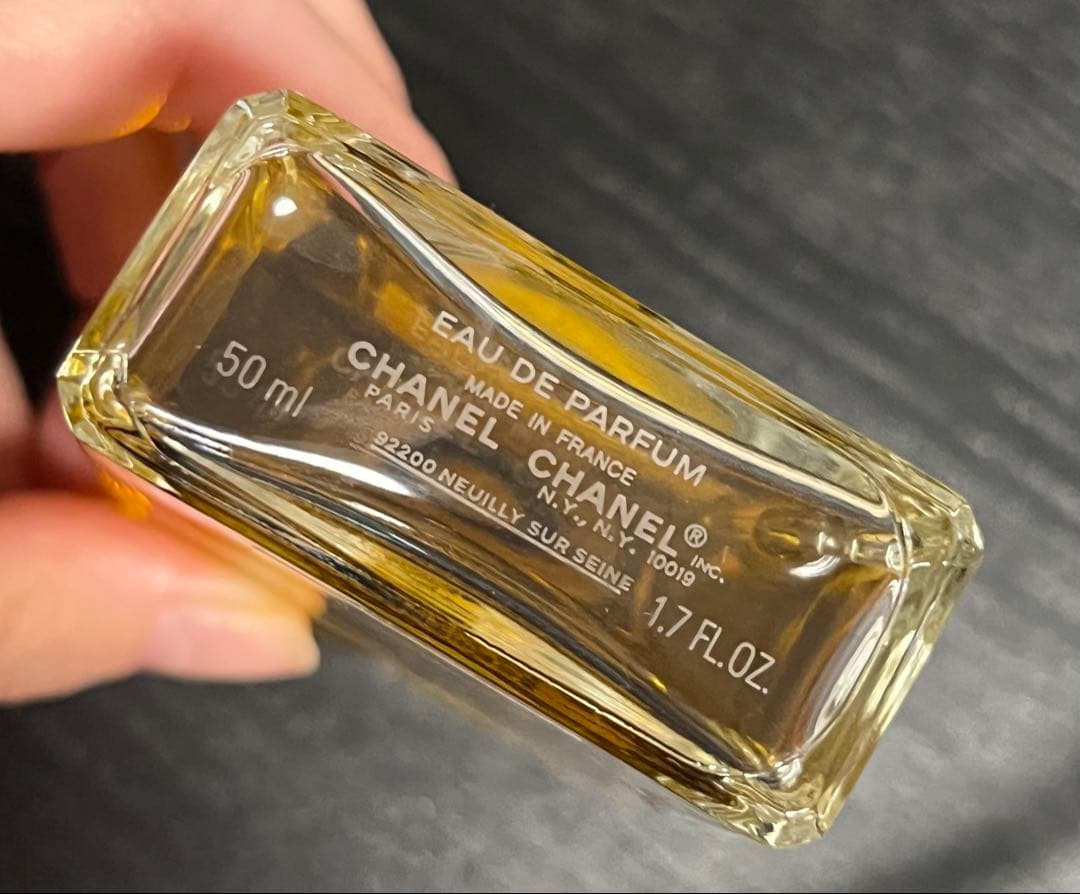 EAU DE PARFUM
MADE IN FRANCE
CHANEL CHANEL®
PARIS N.Y., N.Y. 10019 INC.
92200 NEUILLY SUR SEINE
50 ml 1.7 FL.OZ.